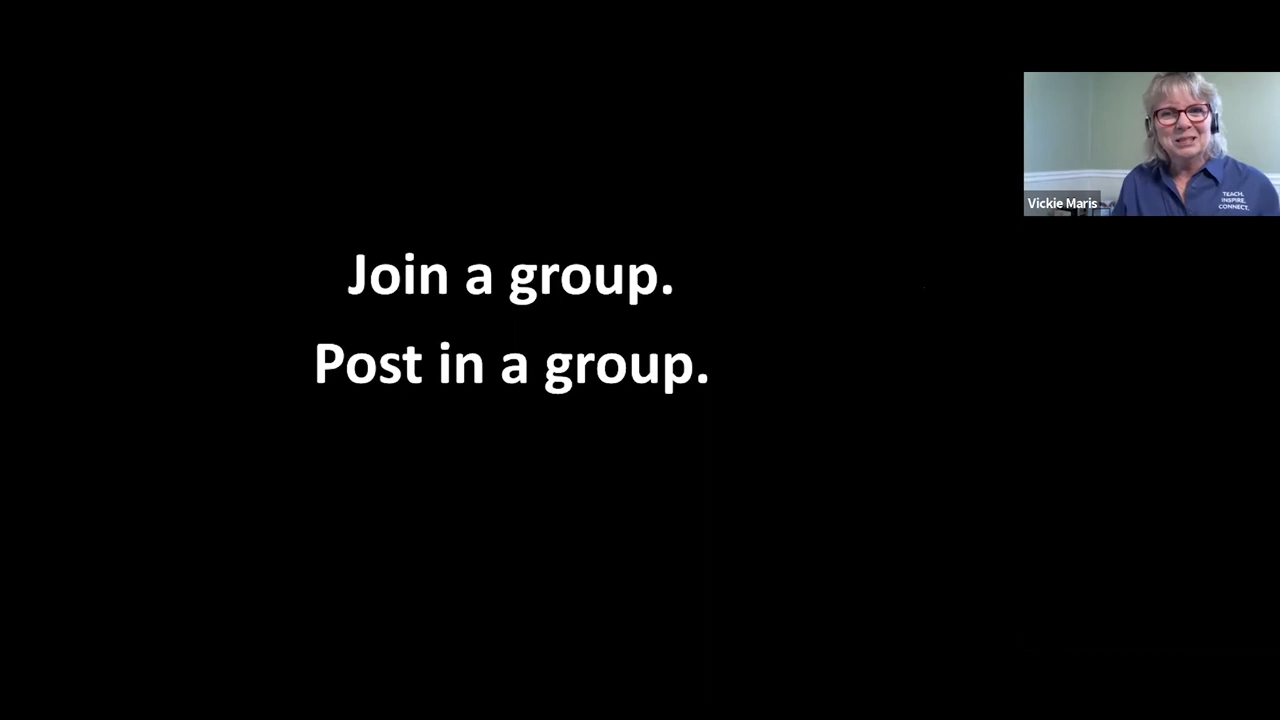 Join a group.
Post in a group.
Vickie Maris
TEACH.
INSPIRE.
CONNECT.